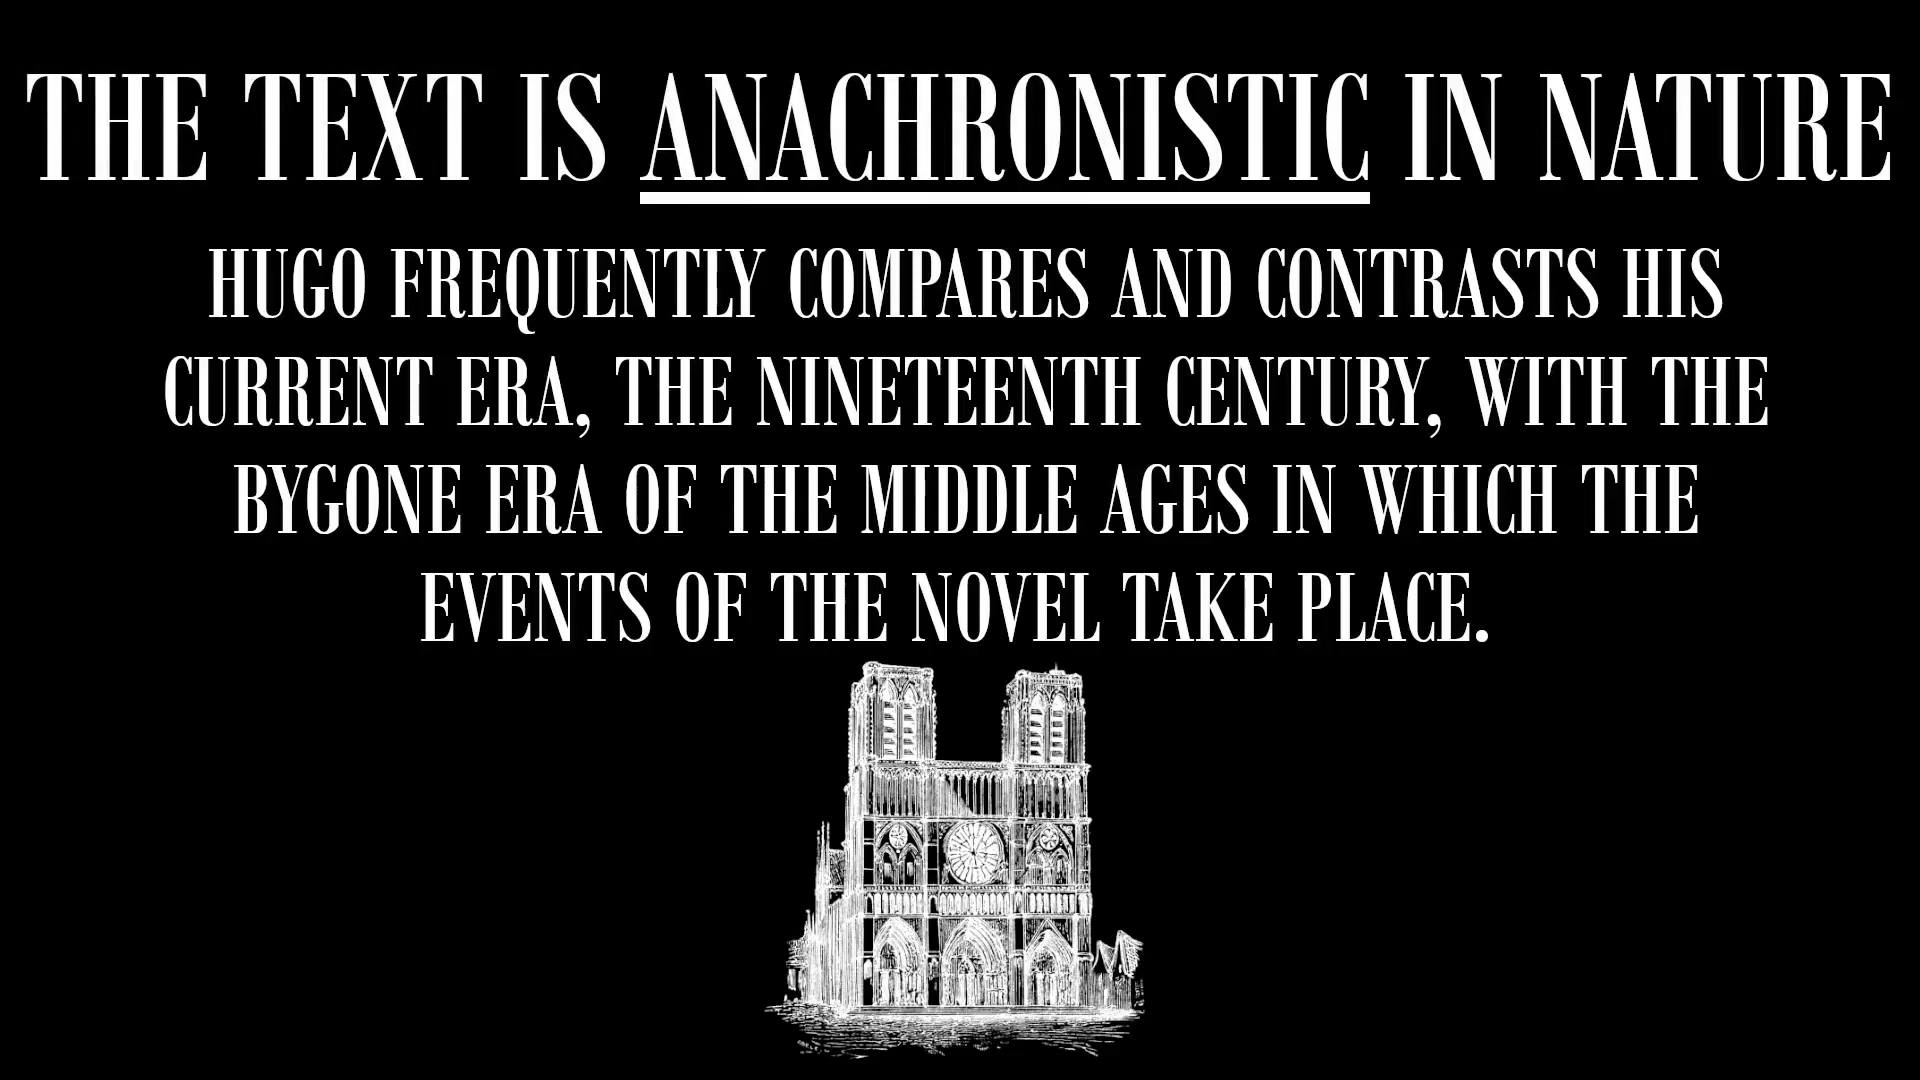 THE TEXT IS ANACHRONISTIC IN NATURE
HUGO FREQUENTLY COMPARES AND CONTRASTS HIS
CURRENT ERA, THE NINETEENTH CENTURY, WITH THE
BYGONE ERA OF THE MIDDLE AGES IN WHICH THE
EVENTS OF THE NOVEL TAKE PLACE.